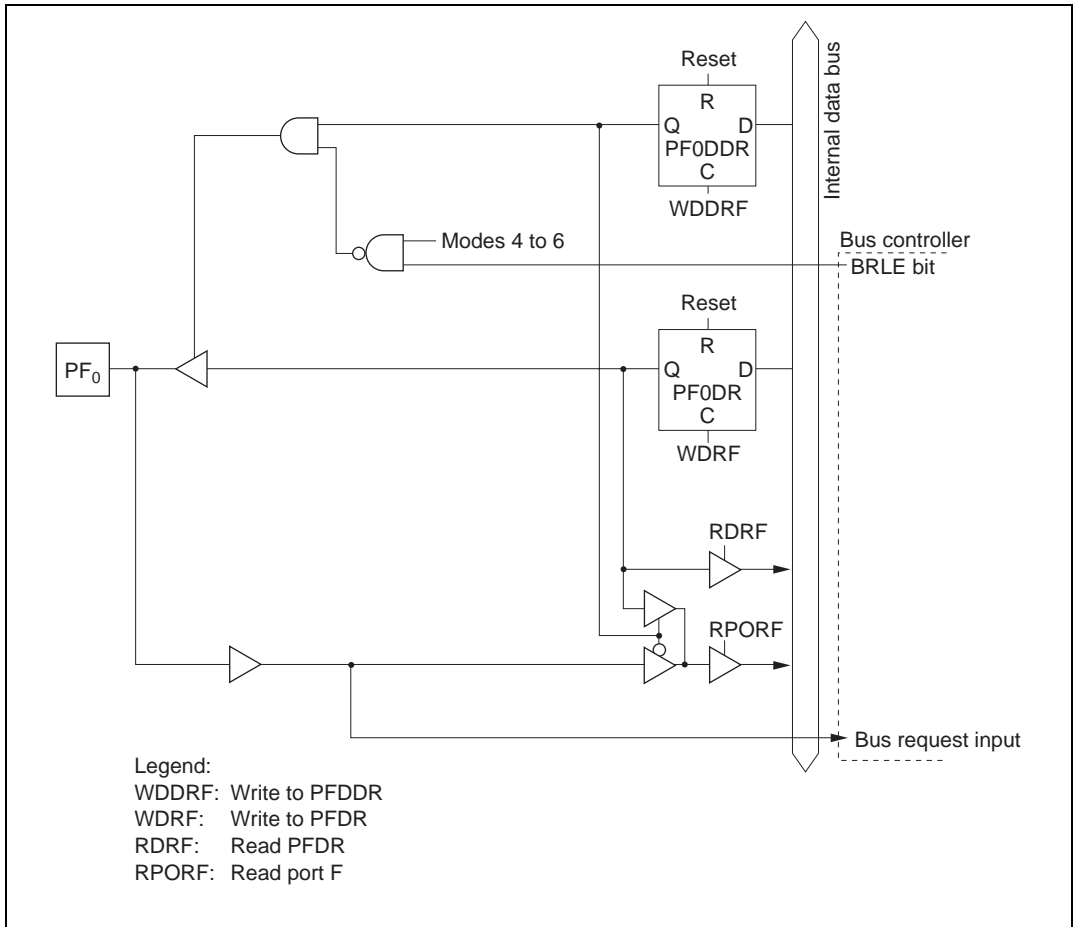 Reset
R
Q D
PF0DDR
C
WDDRF
Internal data bus
Modes 4 to 6
Bus controller
BRLE bit
Reset
R
Q D
PF0DR
C
WDRF
PF0
RDRF
RPORF
Bus request input
Legend:
WDDRF: Write to PFDDR
WDRF: Write to PFDR
RDRF: Read PFDR
RPORF: Read port F